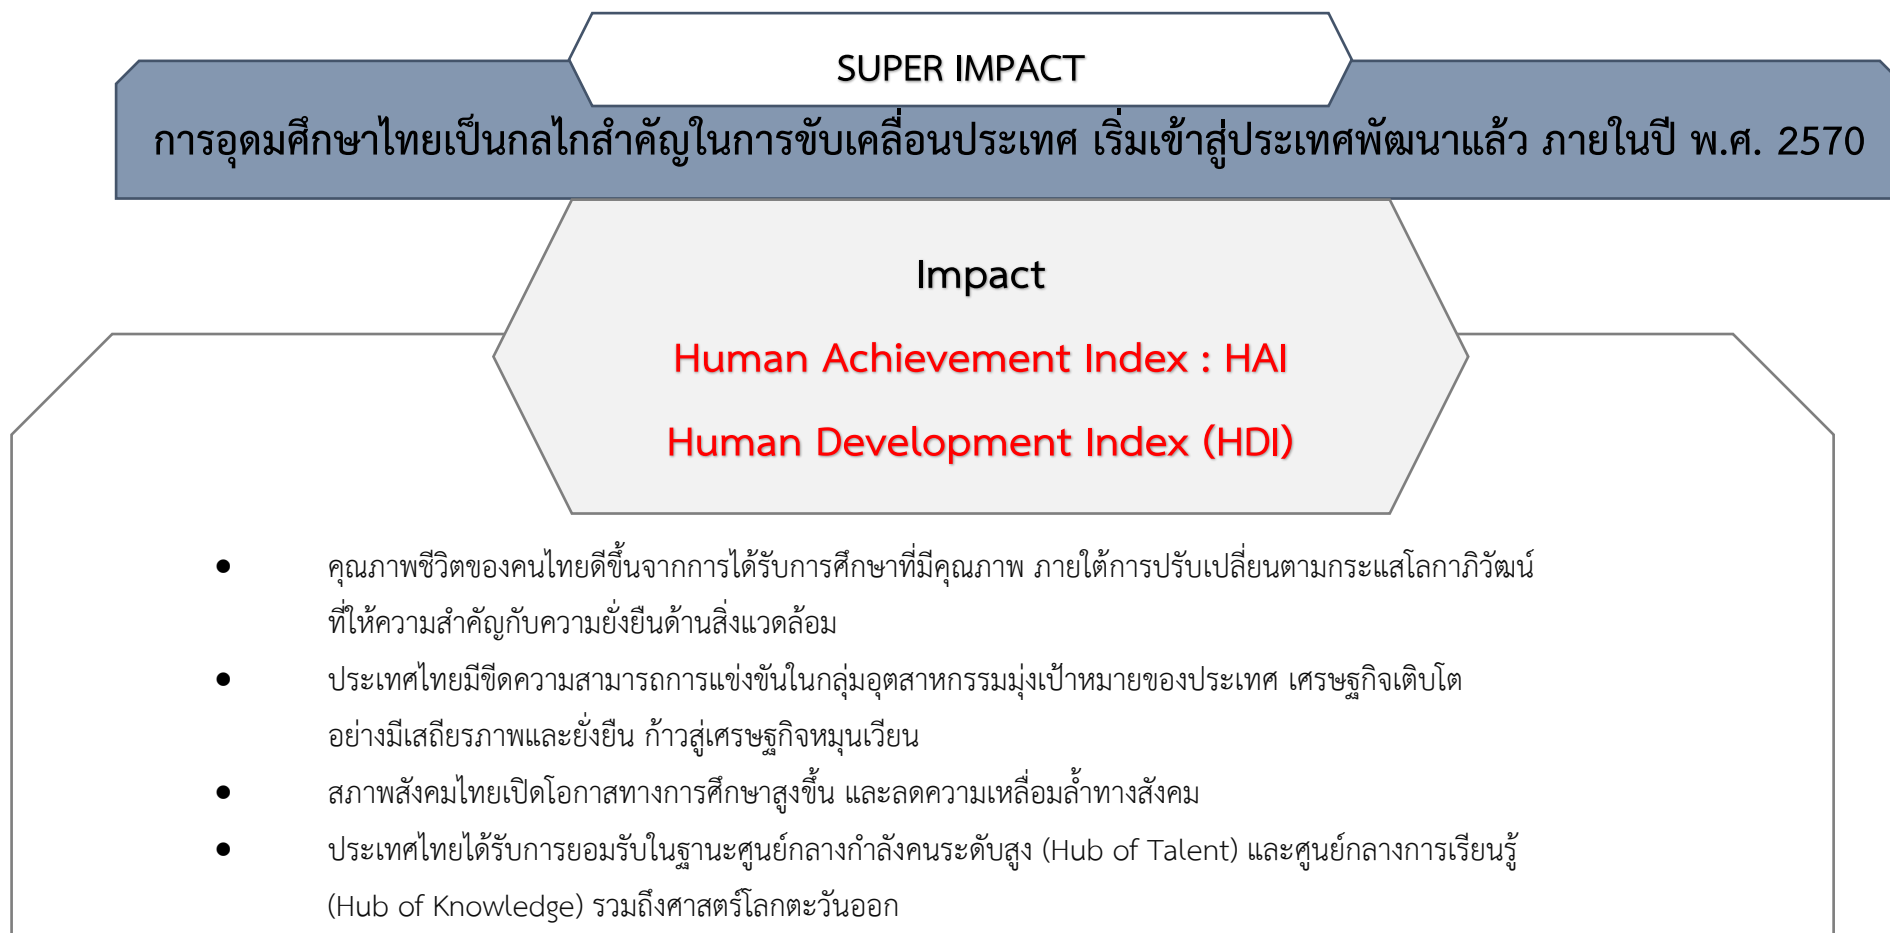 SUPER IMPACT
การอุดมศึกษาไทยเป็นกลไกสำคัญในการขับเคลื่อนประเทศ เริ่มเข้าสู่ประเทศพัฒนาแล้ว ภายในปี พ.ศ. 2570
Impact
Human Achievement Index : HAI
Human Development Index (HDI)
● คุณภาพชีวิตของคนไทยดีขึ้นจากการได้รับการศึกษาที่มีคุณภาพ ภายใต้การปรับเปลี่ยนตามกระแสโลกาภิวัฒน์
ที่ให้ความสำคัญกับความยั่งยืนด้านสิ่งแวดล้อม
● ประเทศไทยมีขีดความสามารถการแข่งขันในกลุ่มอุตสาหกรรมมุ่งเป้าหมายของประเทศ เศรษฐกิจเติบโต
อย่างมีเสถียรภาพและยั่งยืน ก้าวสู่เศรษฐกิจหมุนเวียน
● สภาพสังคมไทยเปิดโอกาสทางการศึกษาสูงขึ้น และลดความเหลื่อมล้ำทางสังคม
● ประเทศไทยได้รับการยอมรับในฐานะศูนย์กลางกำลังคนระดับสูง (Hub of Talent) และศูนย์กลางการเรียนรู้
(Hub of Knowledge) รวมถึงศาสตร์โลกตะวันออก